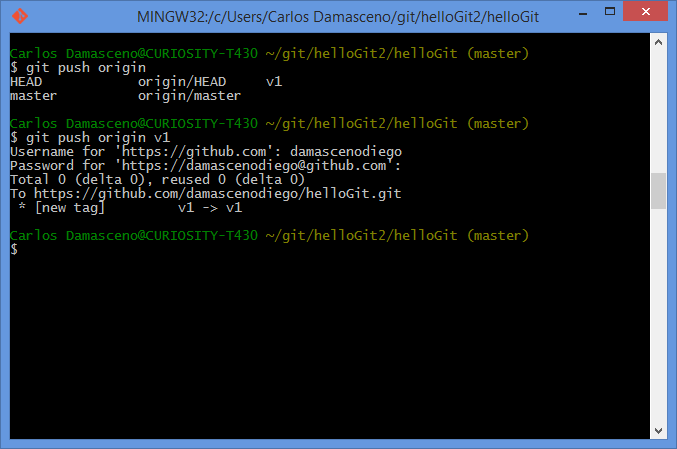 MINGW32:/c/Users/Carlos Damasceno/git/helloGit2/helloGit
Carlos Damasceno@CURIOSITY-T430 ~/git/helloGit2/helloGit (master)
$ git push origin
HEAD origin/HEAD v1
master origin/master
Carlos Damasceno@CURIOSITY-T430 ~/git/helloGit2/helloGit (master)
$ git push origin v1
Username for 'https://github.com': damascenodiego
Password for 'https://damascenodiego@github.com':
Total 0 (delta 0), reused 0 (delta 0)
To https://github.com/damascenodiego/helloGit.git
* [new tag] v1 -> v1
Carlos Damasceno@CURIOSITY-T430 ~/git/helloGit2/helloGit (master)
$